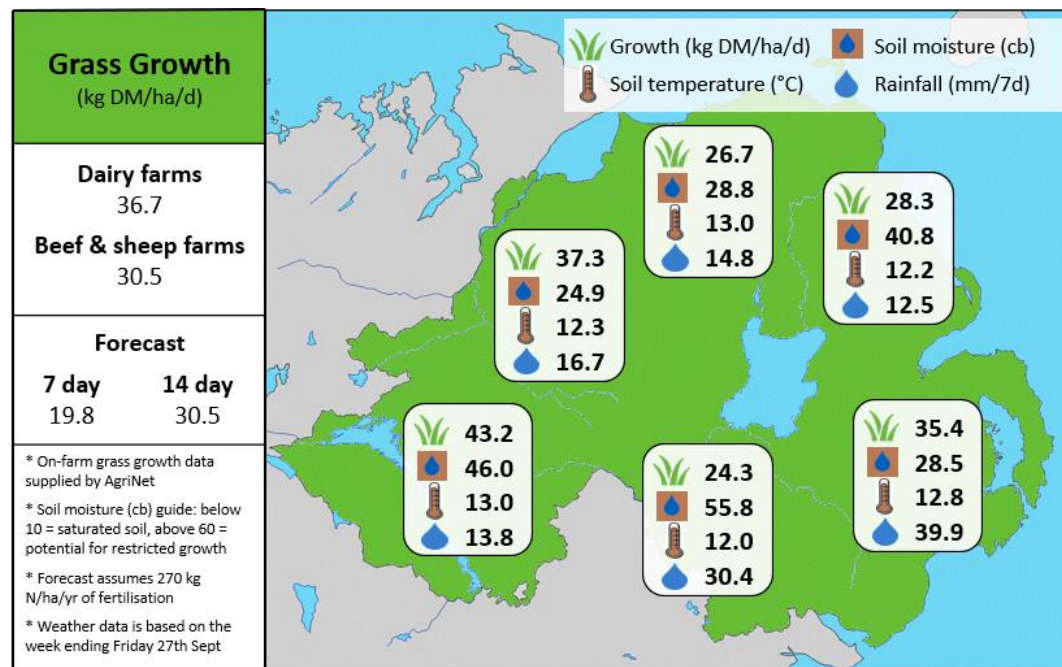 Grass Growth
(kg DM/ha/d)
Dairy farms
36.7
Beef & sheep farms
30.5
Forecast
7 day 14 day
19.8 30.5
* On-farm grass growth data
supplied by AgriNet
* Soil moisture (cb) guide: below
10 = saturated soil, above 60 =
potential for restricted growth
* Forecast assumes 270 kg
N/ha/yr of fertilisation
* Weather data is based on the
week ending Friday 27th Sept
Growth (kg DM/ha/d) Soil moisture (cb)
Soil temperature (°C) Rainfall (mm/7d)
26.7
28.8
13.0
14.8
28.3
40.8
12.2
12.5
37.3
24.9
12.3
16.7
43.2
46.0
13.0
13.8
24.3
55.8
12.0
30.4
35.4
28.5
12.8
39.9